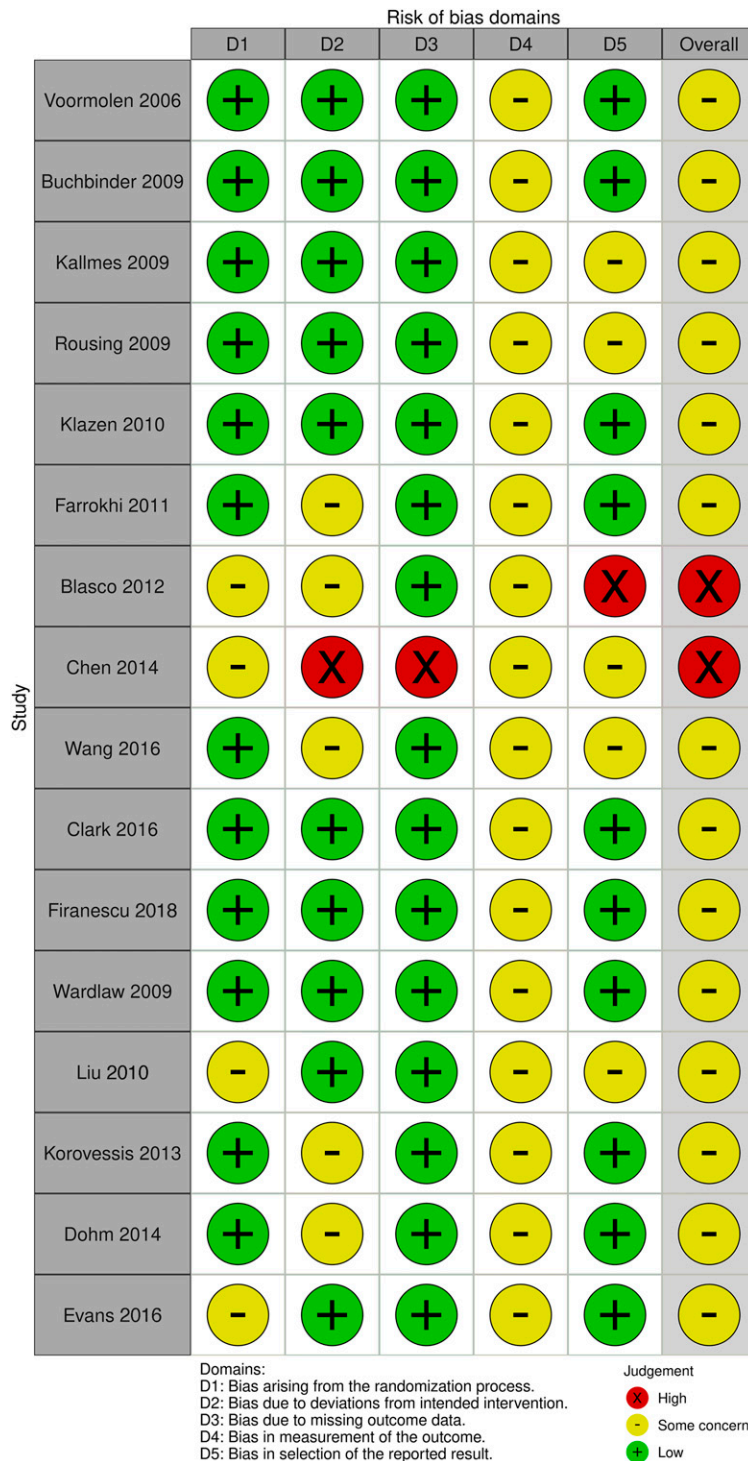 Risk of bias domains
D1 D2 D3 D4 D5 Overall
Study
Voormolen 2006 + + + - + -
Buchbinder 2009 + + + - + -
Kallmes 2009 + + + - - -
Rousing 2009 + + + - - -
Klazen 2010 + + + - + -
Farrokhi 2011 + - + - + -
Blasco 2012 - - + - X X
Chen 2014 - X X - - X
Wang 2016 + - + - - -
Clark 2016 + + + - + -
Firanescu 2018 + + + - + -
Wardlaw 2009 + + + - + -
Liu 2010 - + + - - -
Korovessis 2013 + - + - + -
Dohm 2014 + - + - + -
Evans 2016 - + + - + -
Domains:
D1: Bias arising from the randomization process.
D2: Bias due to deviations from intended intervention.
D3: Bias due to missing outcome data.
D4: Bias in measurement of the outcome.
D5: Bias in selection of the reported result.
Judgement
X High
- Some concern
+ Low